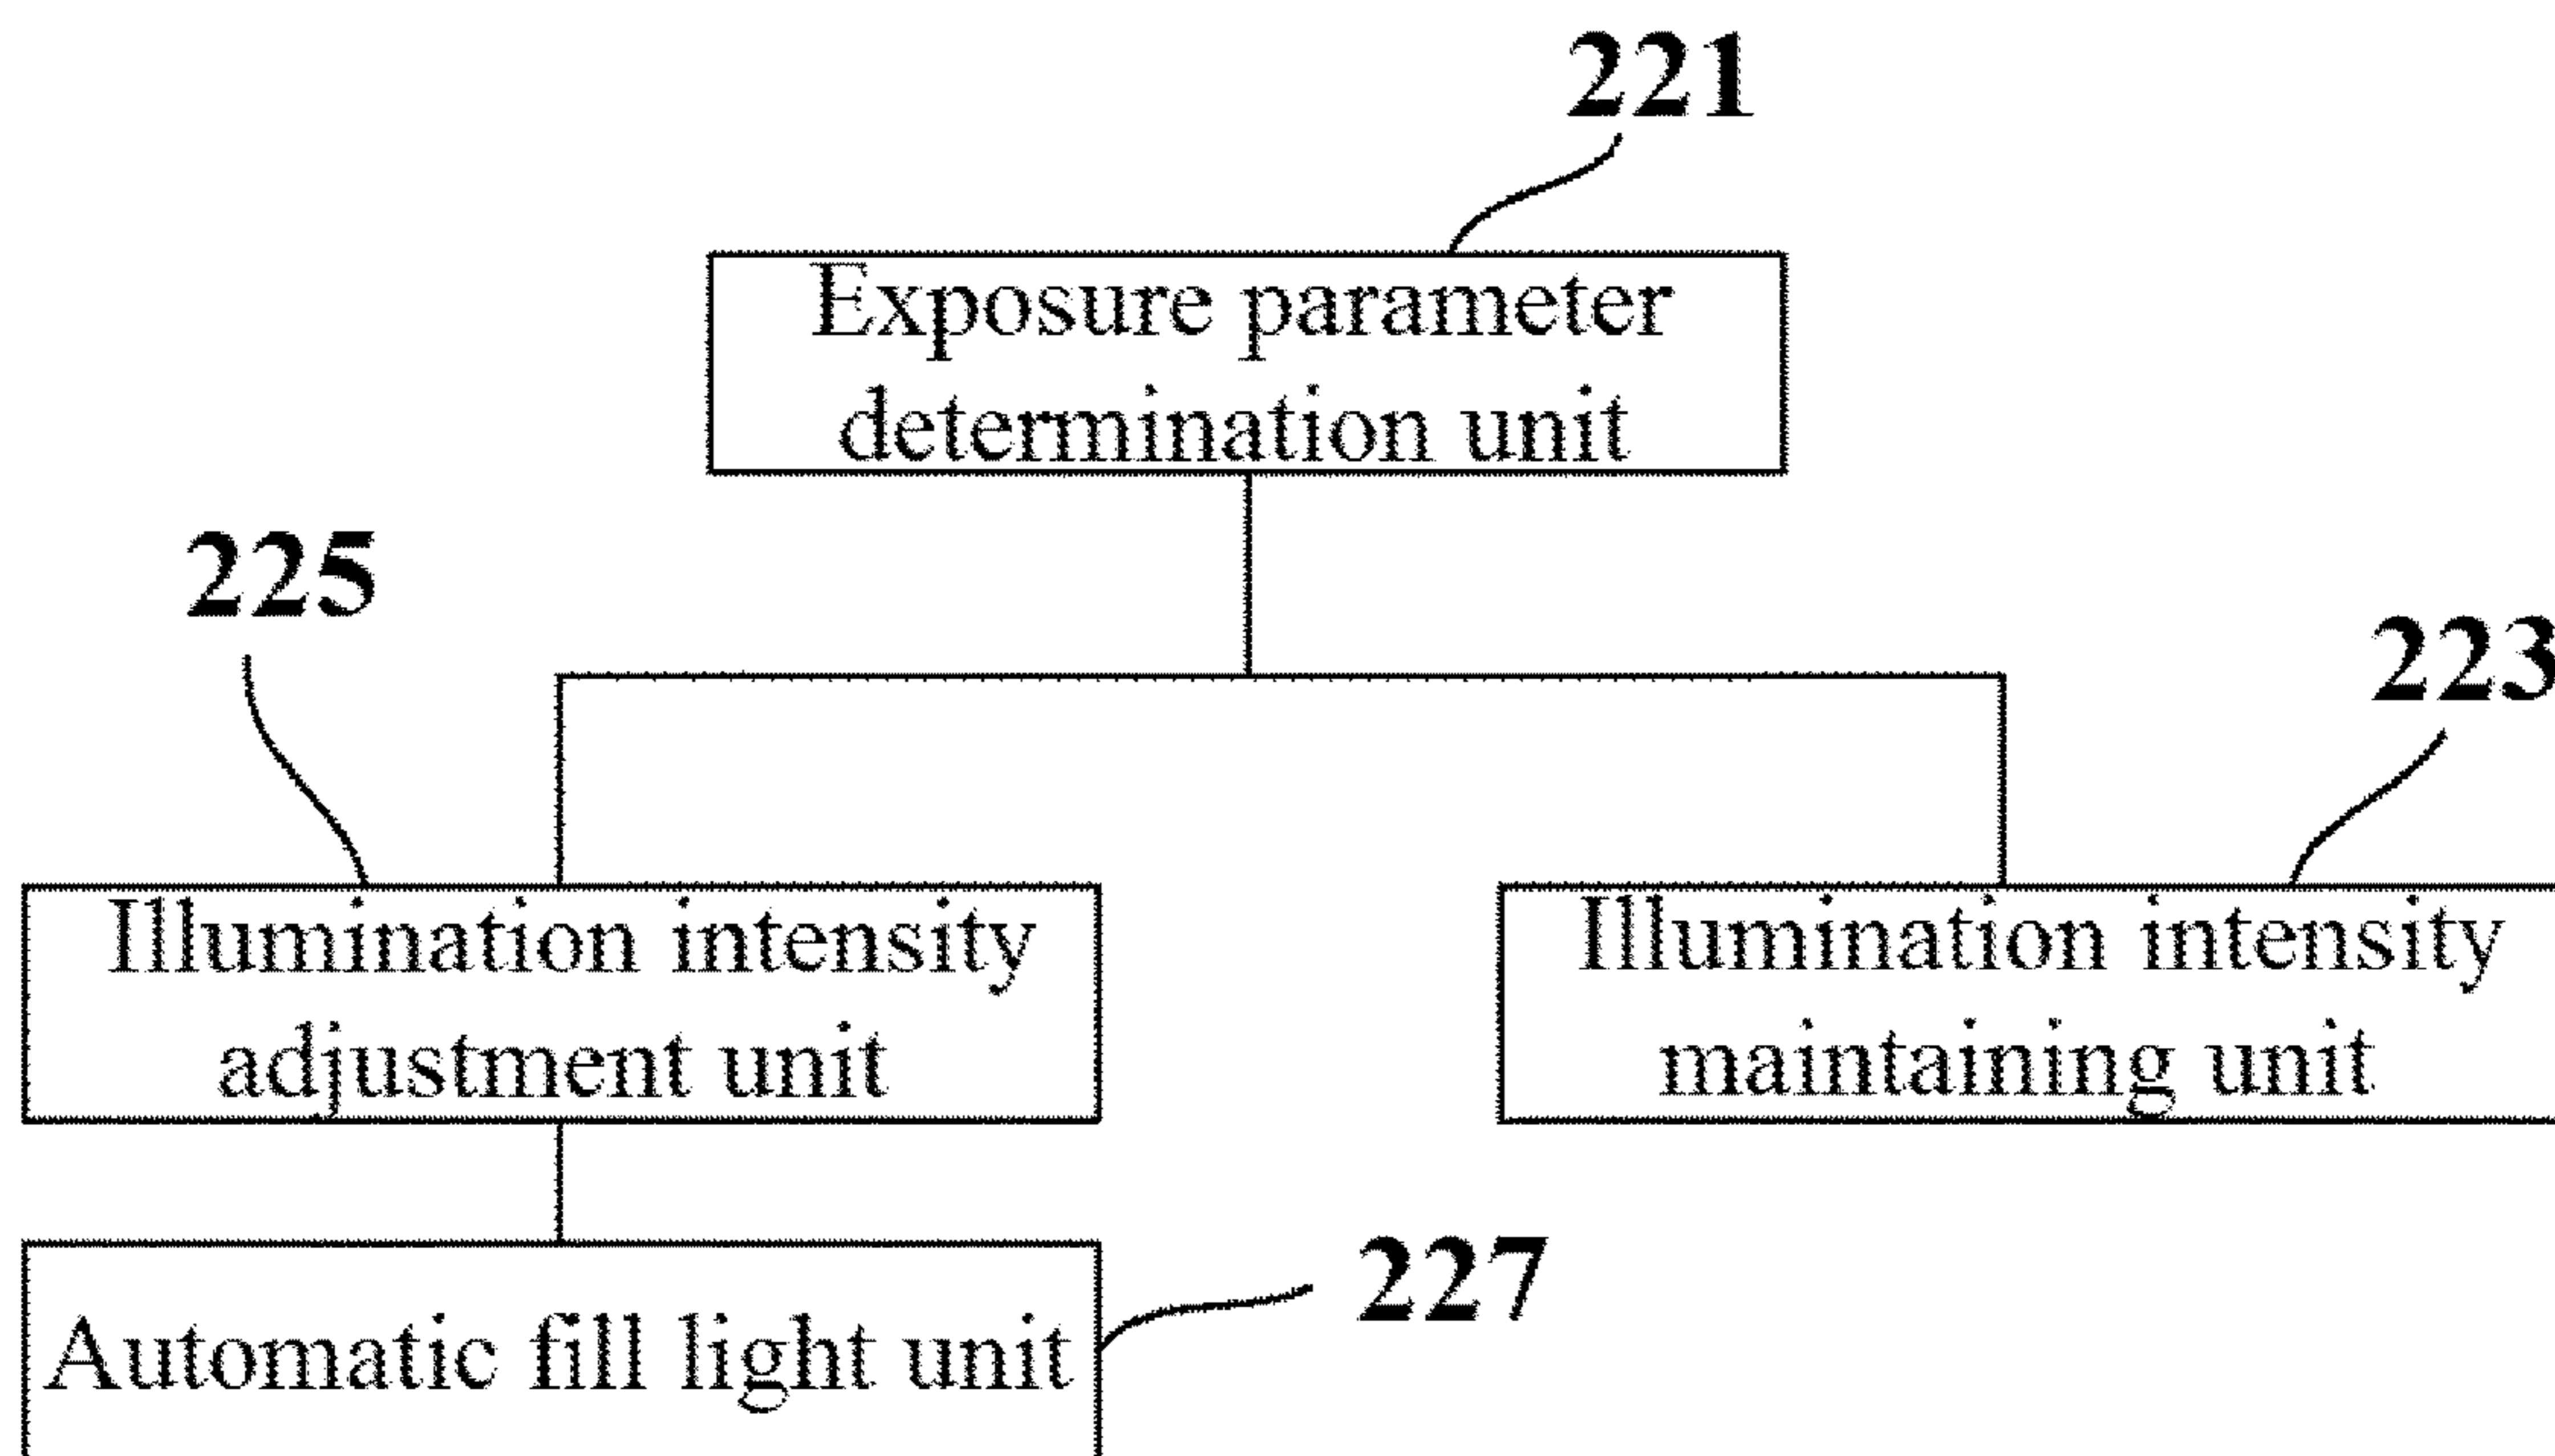 221
Exposure parameter
determination unit
225
223
Illumination intensity
adjustment unit
Illumination intensity
maintaining unit
Automatic fill light unit
227